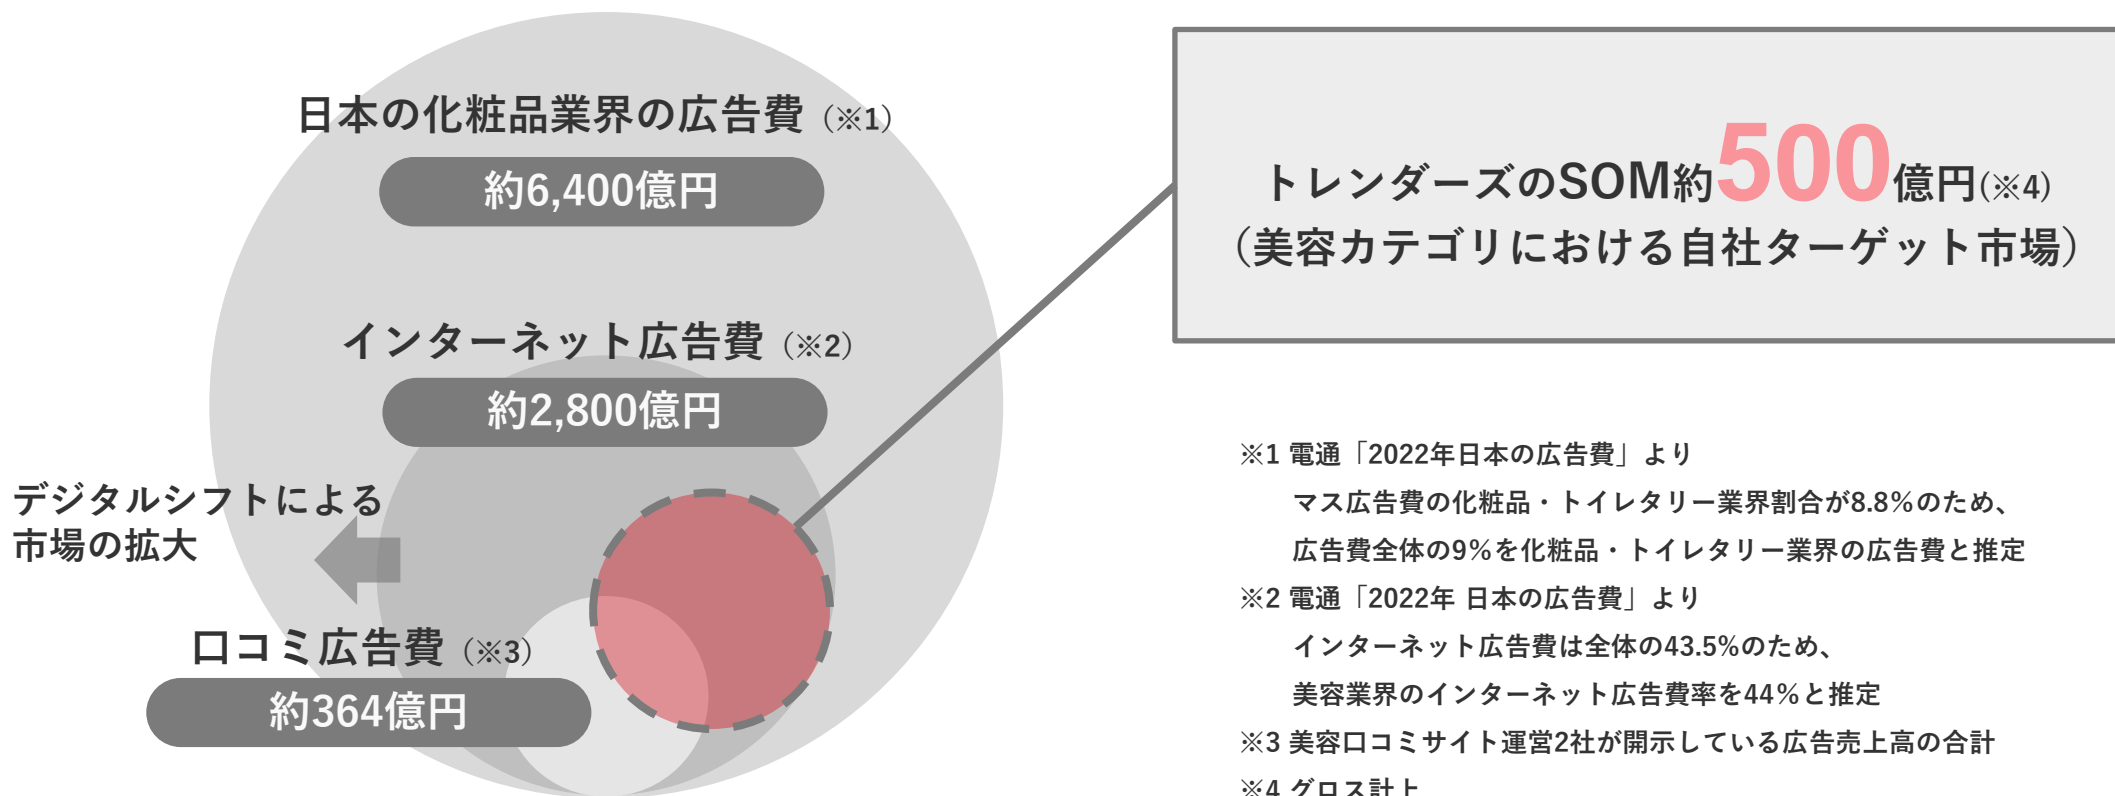 日本の化粧品業界の広告費（※1）
約6,400億円
インターネット広告費（※2）
約2,800億円
デジタルシフトによる
市場の拡大
口コミ広告費（※3）
約364億円
トレンダーズのSOM約500億円(※4)
（美容カテゴリにおける自社ターゲット市場）
※1 電通「2022年日本の広告費」より
マス広告費の化粧品・トイレタリー業界割合が8.8%のため、
広告費全体の9%を化粧品・トイレタリー業界の広告費と推定
※2 電通「2022年 日本の広告費」より
インターネット広告費は全体の43.5%のため、
美容業界のインターネット広告費率を44%と推定
※3 美容口コミサイト運営2社が開示している広告売上高の合計
※4 グロス計上